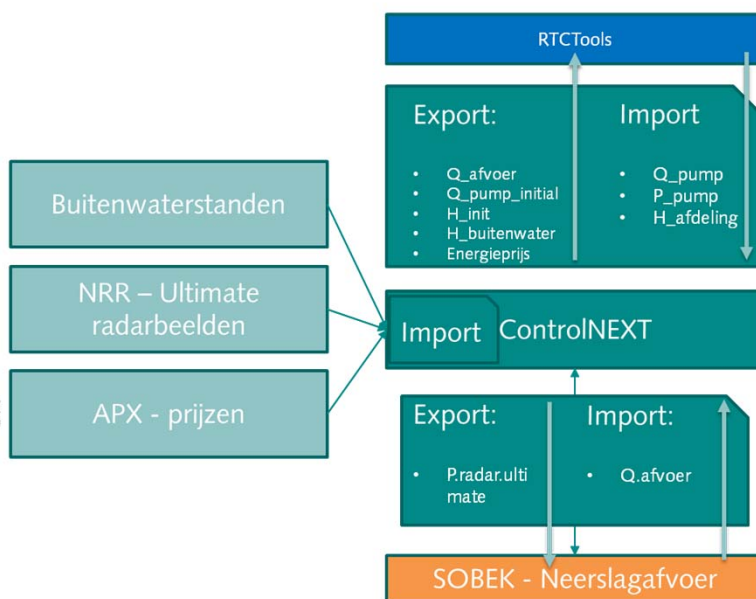 RTCTools
Export:
• Q_afvoer
• Q_pump_initial
• H_init
• H_buitenwater
• Energieprijs
Import
• Q_pump
• P_pump
• H_afdeling
Buitenwaterstanden
NRR – Ultimate
radarbeelden
APX - prijzen
Import
ControlNEXT
Export:
• P.radar.ulti
mate
Import:
• Q.afvoer
SOBEK - Neerslagafvoer